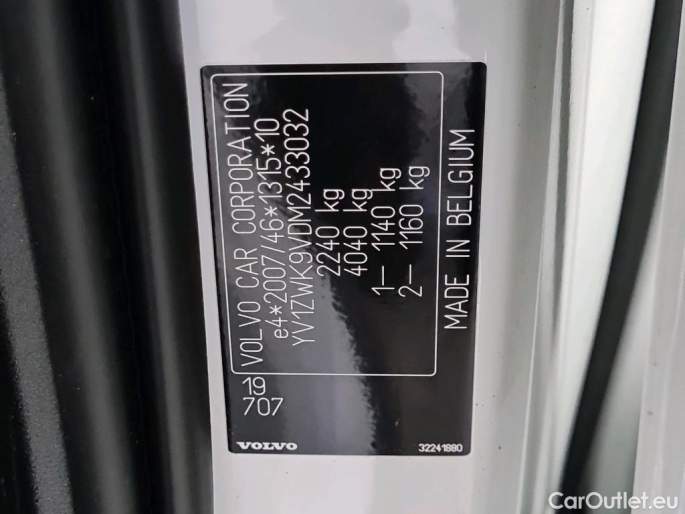 VOLVO CAR CORPORATION
e4*2007/46*1315*10
YV1ZWK9VDM2433032
2240 kg
4040 kg
1– 1140 kg
2– 1160 kg
MADE IN BELGIUM
19
707
VOLVO
32241880
CarOutlet.eu